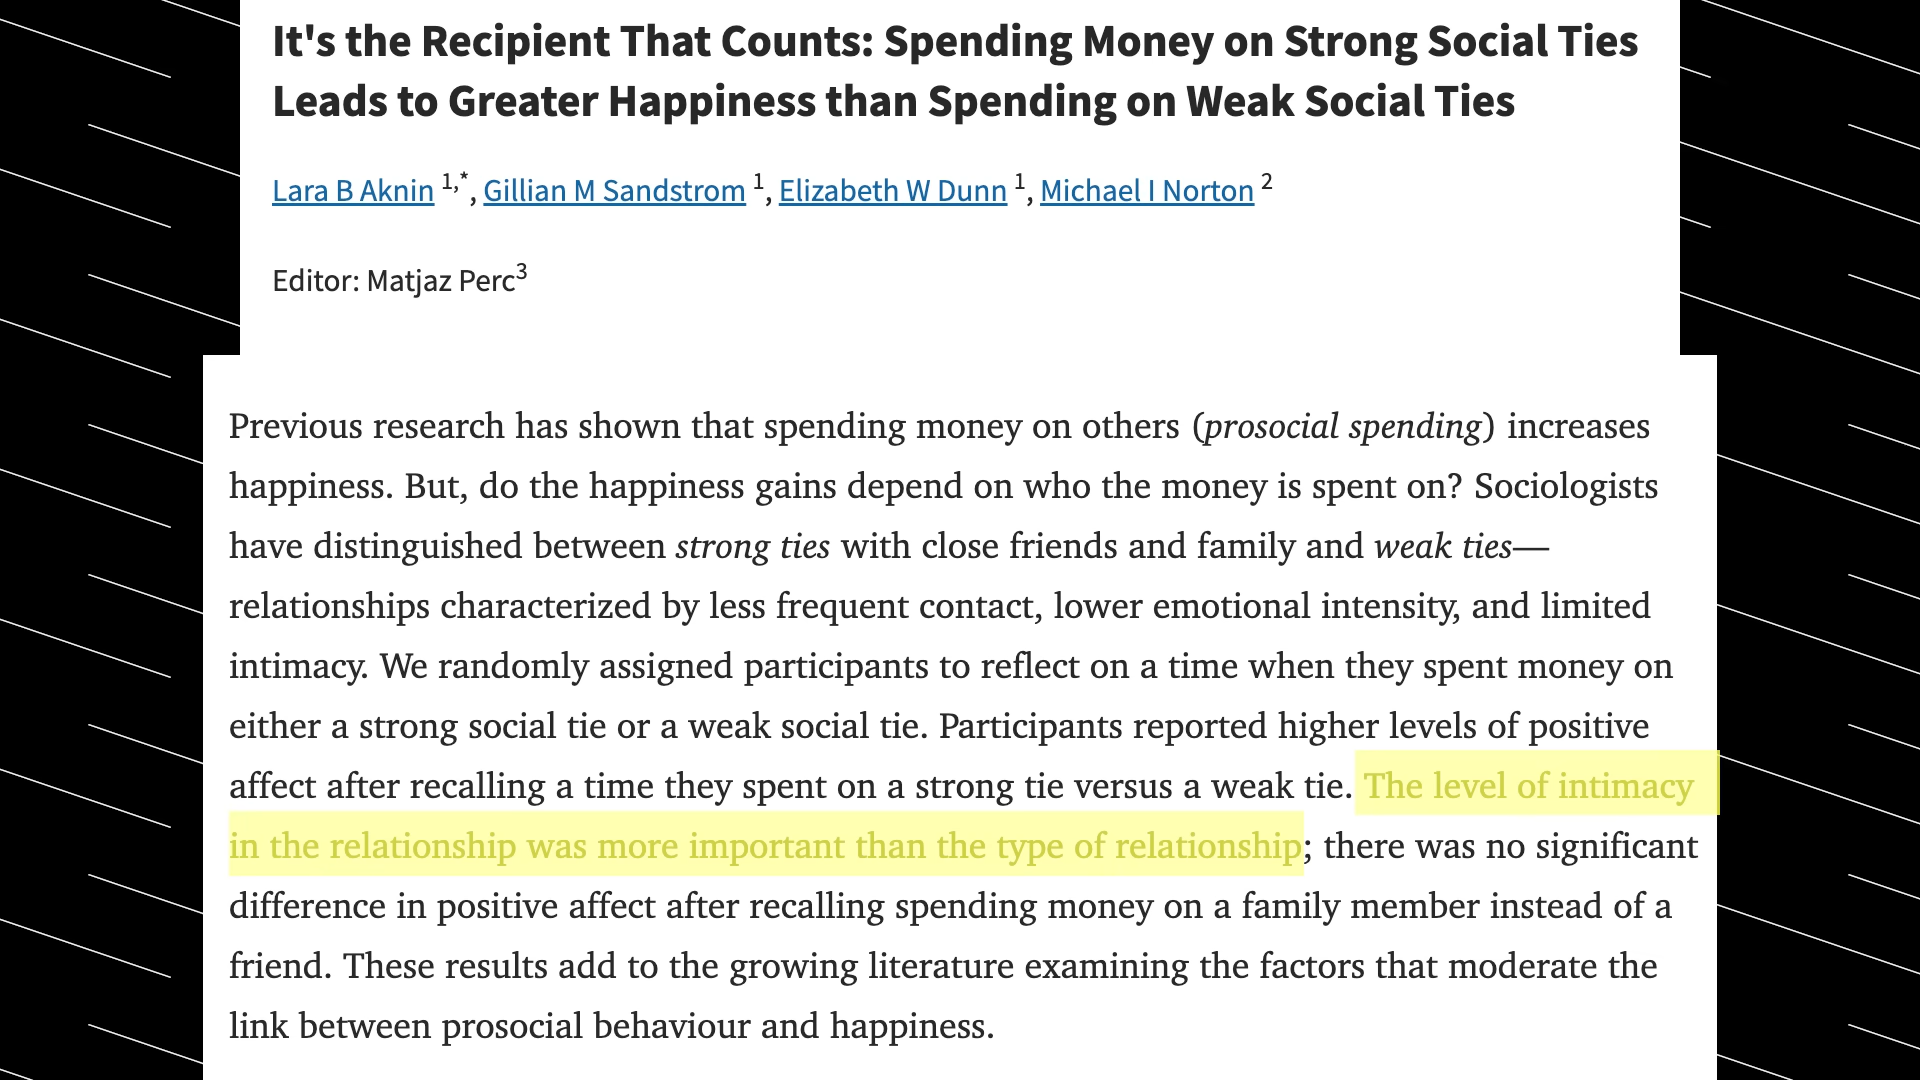 It's the Recipient That Counts: Spending Money on Strong Social Ties
Leads to Greater Happiness than Spending on Weak Social Ties
Lara B Aknin 1,*, Gillian M Sandstrom 1, Elizabeth W Dunn 1, Michael I Norton 2
Editor: Matjaz Perc3
Previous research has shown that spending money on others (prosocial spending) increases
happiness. But, do the happiness gains depend on who the money is spent on? Sociologists
have distinguished between strong ties with close friends and family and weak ties—
relationships characterized by less frequent contact, lower emotional intensity, and limited
intimacy. We randomly assigned participants to reflect on a time when they spent money on
either a strong social tie or a weak social tie. Participants reported higher levels of positive
affect after recalling a time they spent on a strong tie versus a weak tie. The level of intimacy
in the relationship was more important than the type of relationship; there was no significant
difference in positive affect after recalling spending money on a family member instead of a
friend. These results add to the growing literature examining the factors that moderate the
link between prosocial behaviour and happiness.